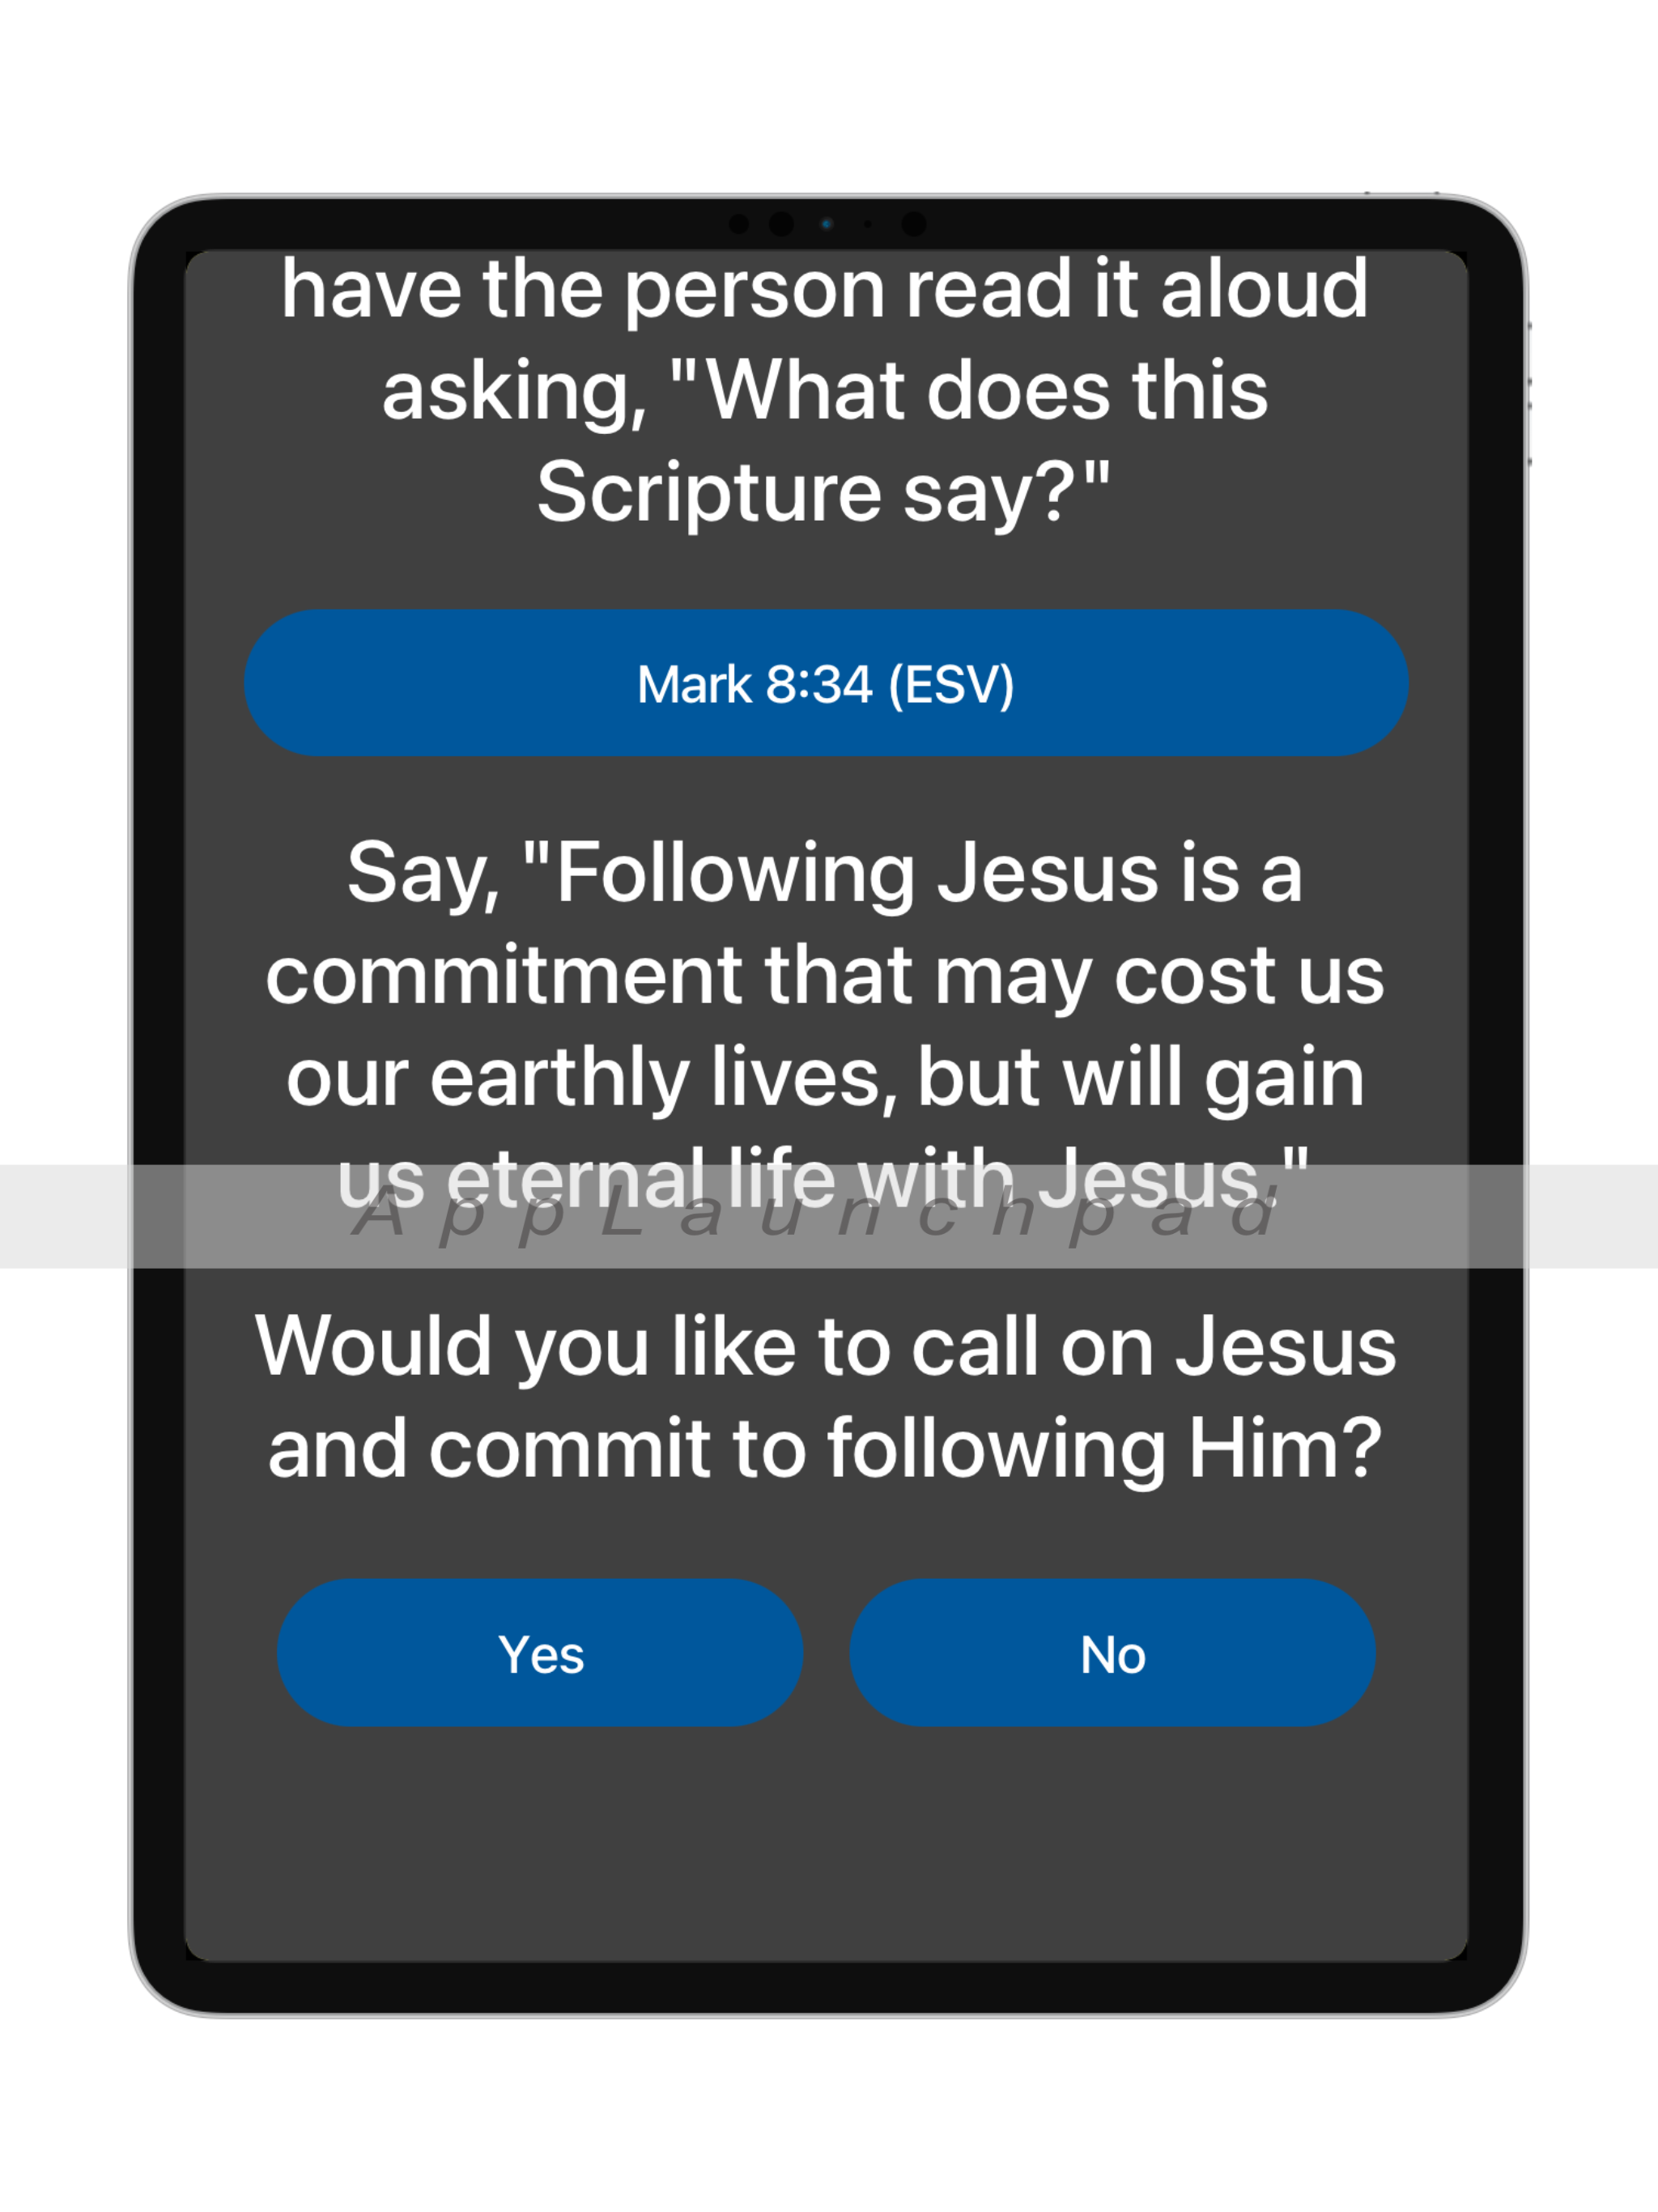 have the person read it aloud
asking, "What does this
Scripture say?"
Mark 8:34 (ESV)
Say, "Following Jesus is a
commitment that may cost us
our earthly lives, but will gain
us eternal life with Jesus."
AppLaunchpad
Would you like to call on Jesus
and commit to following Him?
Yes No